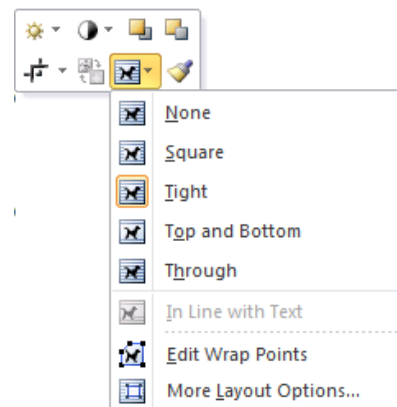 None
Square
Tight
Top and Bottom
Through
In Line with Text
Edit Wrap Points
More Layout Options...